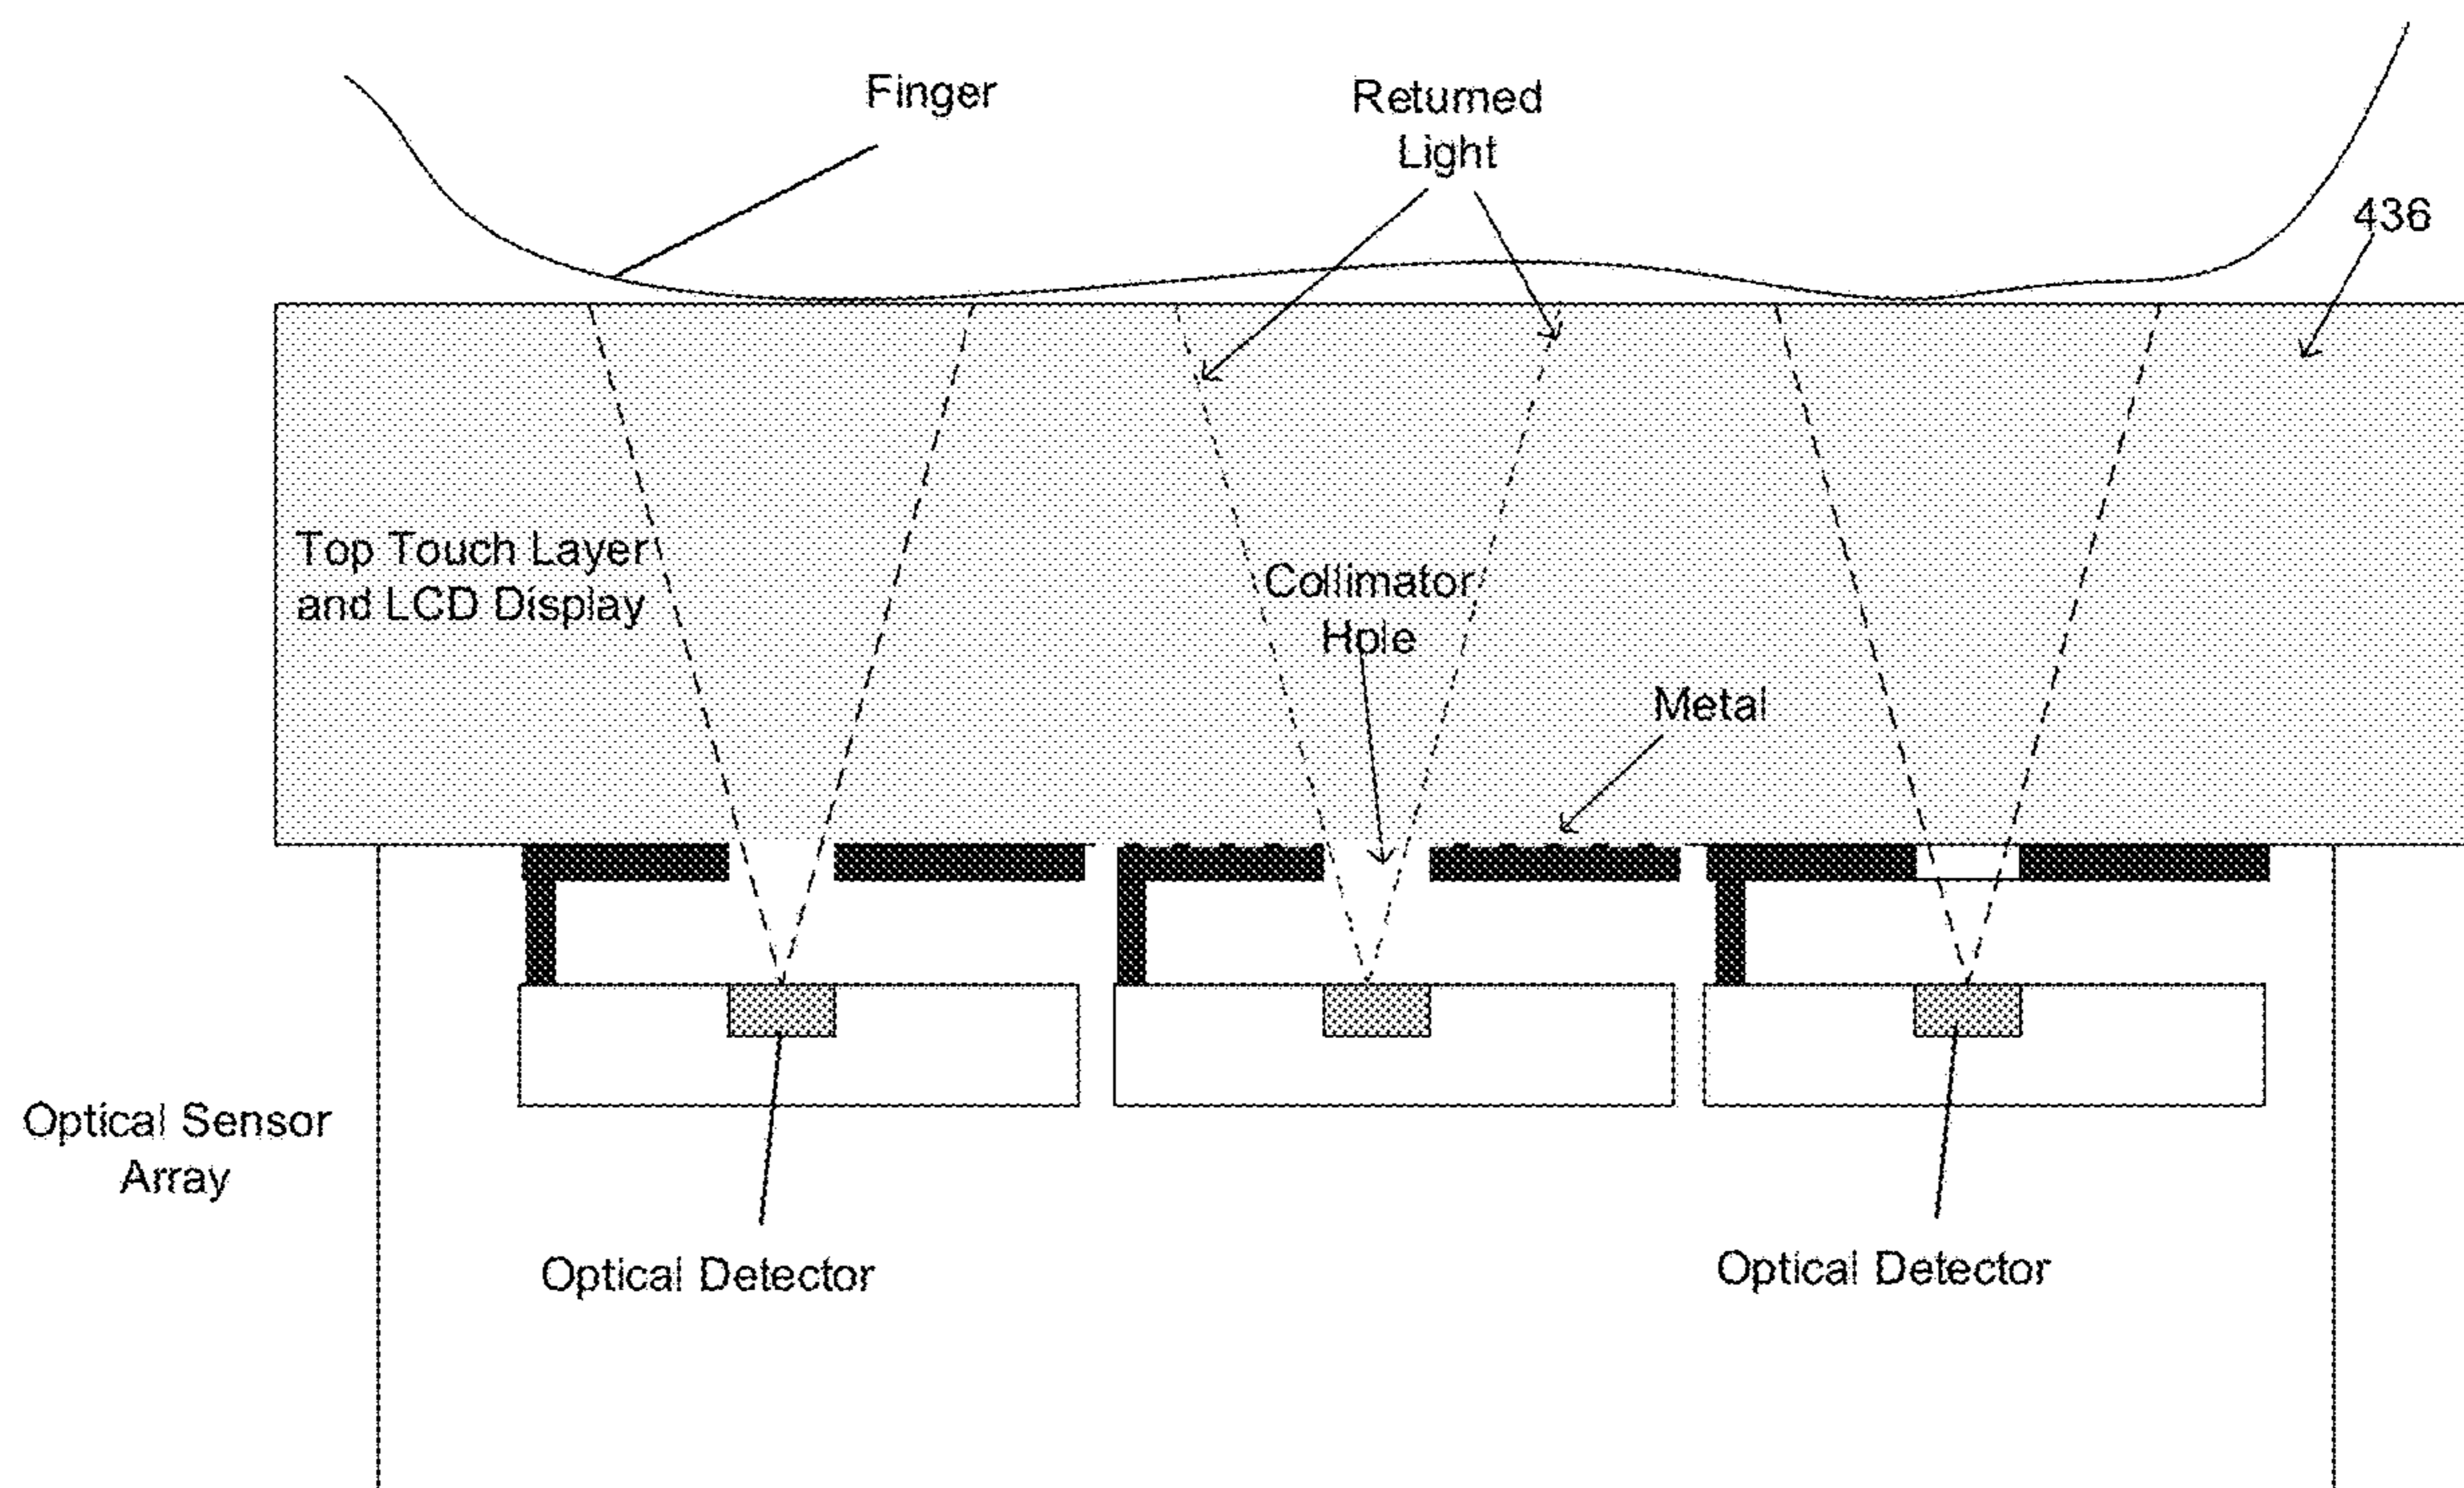 Finger
Returned
Light
436
Top Touch Layer
and LCD Display
Collimator
Hole
Metal
Optical Sensor
Array
Optical Detector
Optical Detector